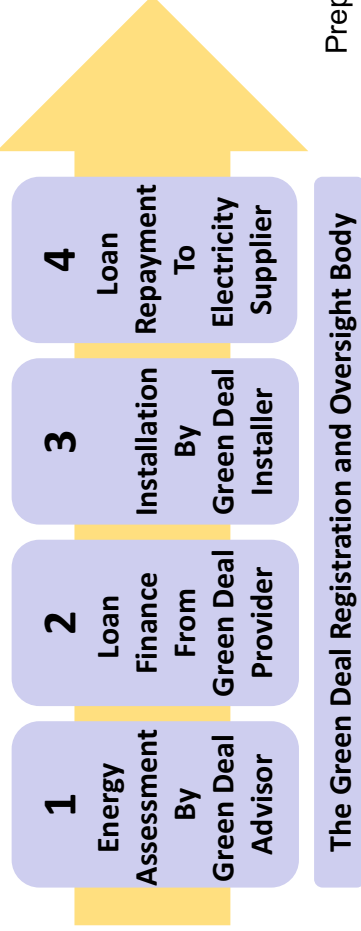 1
Energy
Assessment
By
Green Deal
Advisor
2
Loan
Finance
From
Green Deal
Provider
3
Installation
By
Green Deal
Installer
4
Loan
Repayment
To
Electricity
Supplier
The Green Deal Registration and Oversight Body
Prep